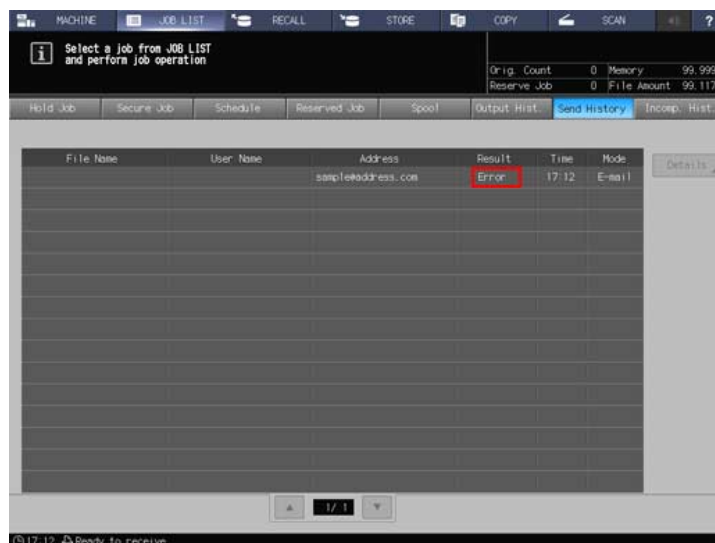 MACHINE JOB LIST RECALL STORE COPY SCAN ?
i Select a job from JOB LIST
and perform job operation
Orig. Count 0 Memory 99.999
Reserve Job 0 File Amount 99.117
Hold Job Secure Job Schedule Reserved Job Spool Output Hist. Send History Incomp. Hist.
File Name User Name Address Result Time Mode Details
sample@address.com Error 17:12 E-mail
1/ 1
17:12 Ready to receive